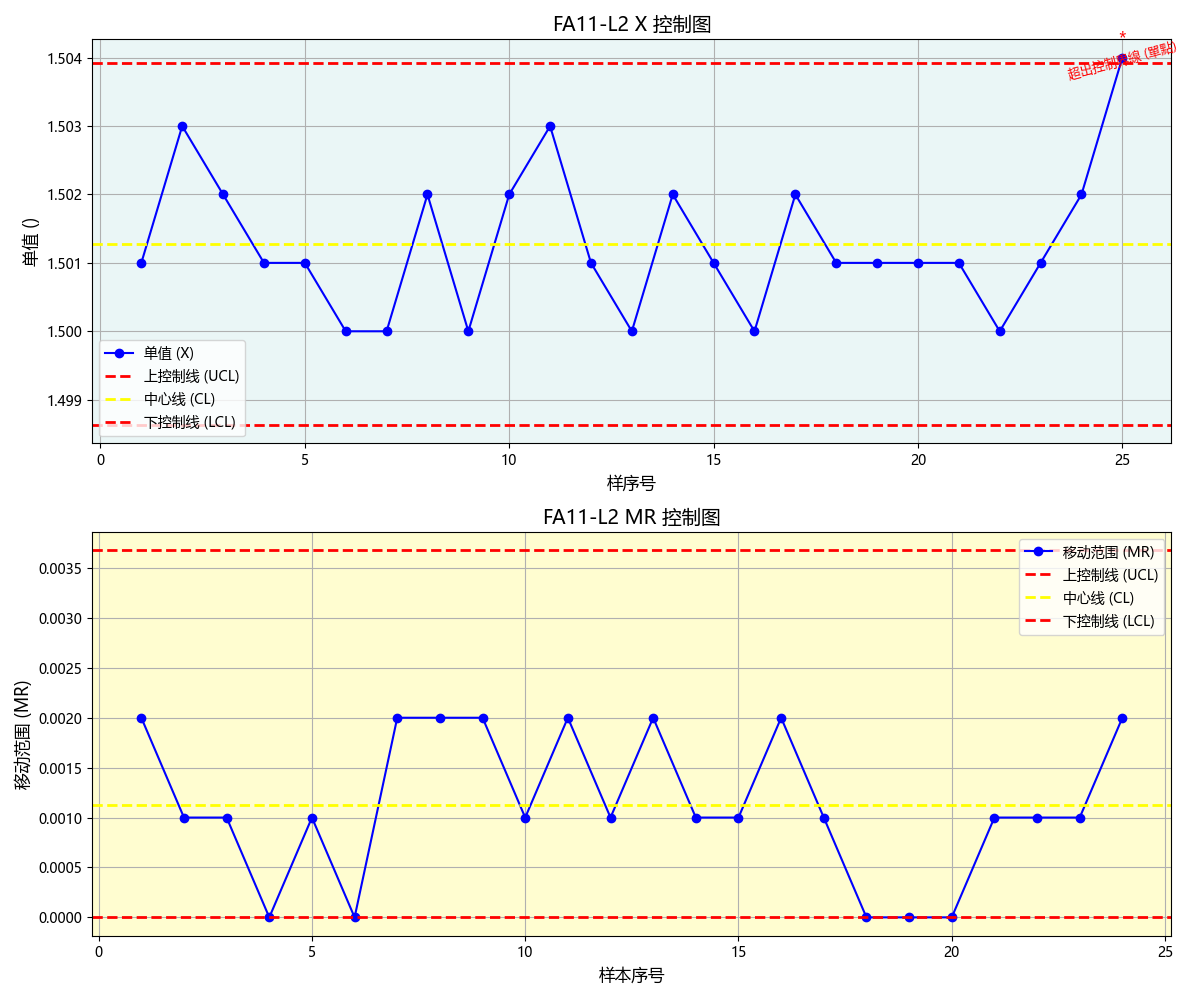 FA11-L2 X 控制图
*
超出控制界線 (單點)
1.504
1.503
1.502
1.501
1.500
1.499
单值 ()
单值 (X)
上控制线 (UCL)
中心线 (CL)
下控制线 (LCL)
0 5 10 15 20 25
样序号
FA11-L2 MR 控制图
0.0035
0.0030
0.0025
0.0020
0.0015
0.0010
0.0005
0.0000
移动范围 (MR)
移动范围 (MR)
上控制线 (UCL)
中心线 (CL)
下控制线 (LCL)
0 5 10 15 20 25
样本序号